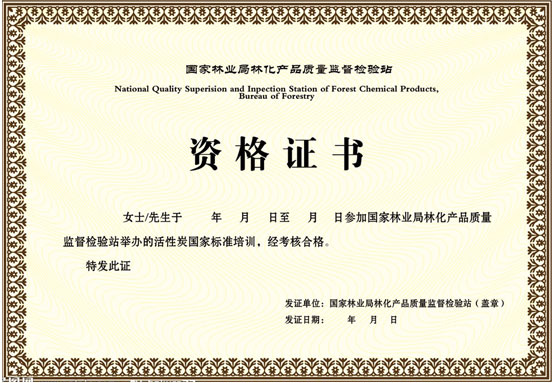 国家林业局林化产品质量监督检验站
National Quality Superision and Inpection Station of Forest Chemical Products,
Bureau of Forestry
资格证书
女士/先生于 年 月 日至 月 日参加国家林业局林化产品质量
监督检验站举办的活性炭国家标准培训，经考核合格。
特发此证
发证单位：国家林业局林化产品质量监督检验站（盖章）
发证日期： 年 月 日